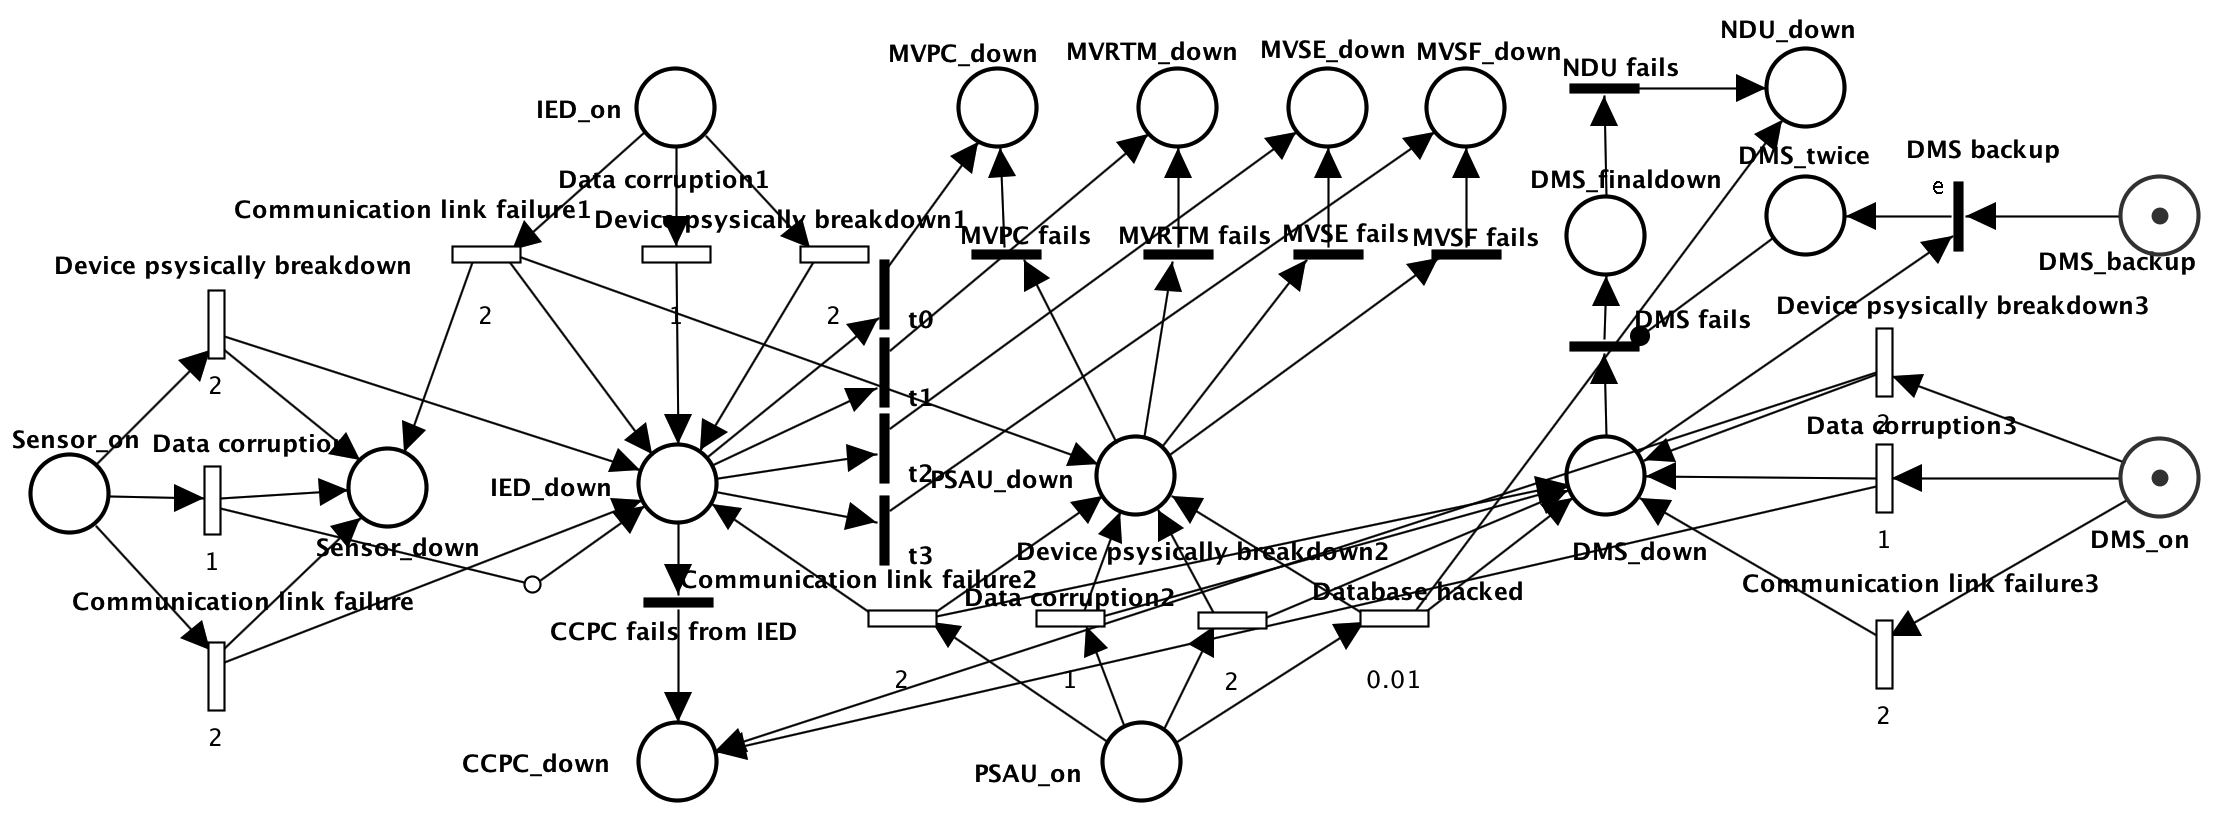 NDU_down
MVPC_down
MVRTM_down
MVSE_down
MVSF_down
NDU fails
IED_on
DMS_twice
DMS backup
Data corruption1
DMS_finaldown
e
Communication link failure1
Device psysically breakdown1
MVPC fails
MVRTM fails
MVSE fails
MVSF fails
Device psysically breakdown
DMS_backup
2
1
2
t0
DMS fails
Device psysically breakdown3
2
t1
2
Sensor_on
Data corruption
Data corruption3
IED_down
t2
PSAU_down
1
Sensor_down
t3
Device psysically breakdown2
DMS_down
1
DMS_on
Communication link failure2
Communication link failure3
Communication link failure
Data corruption2
Database hacked
CCPC fails from IED
2
1
2
0.01
2
2
CCPC_down
PSAU_on